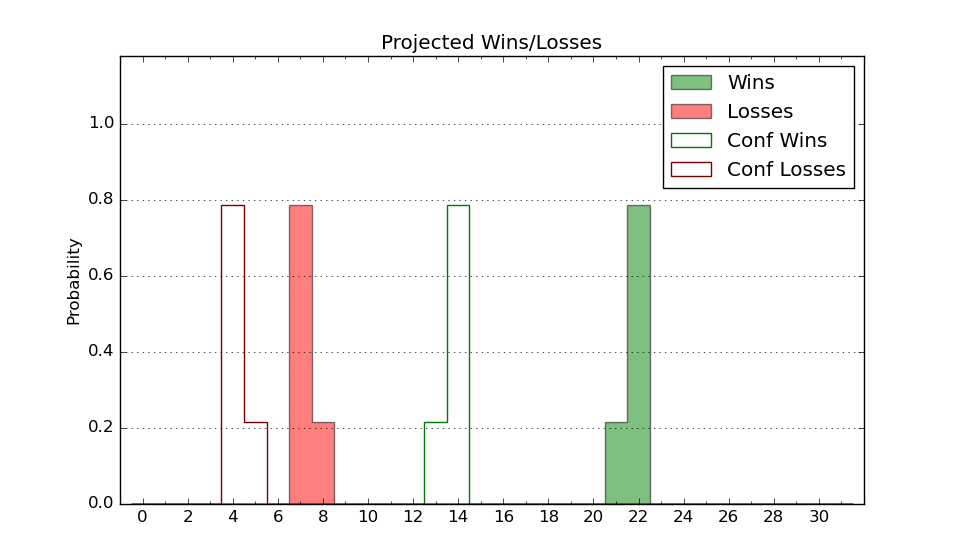 Projected Wins/Losses
Wins
Losses
Conf Wins
Conf Losses
Probability
1.0
0.8
0.6
0.4
0.2
0.0
0 2 4 6 8 10 12 14 16 18 20 22 24 26 28 30